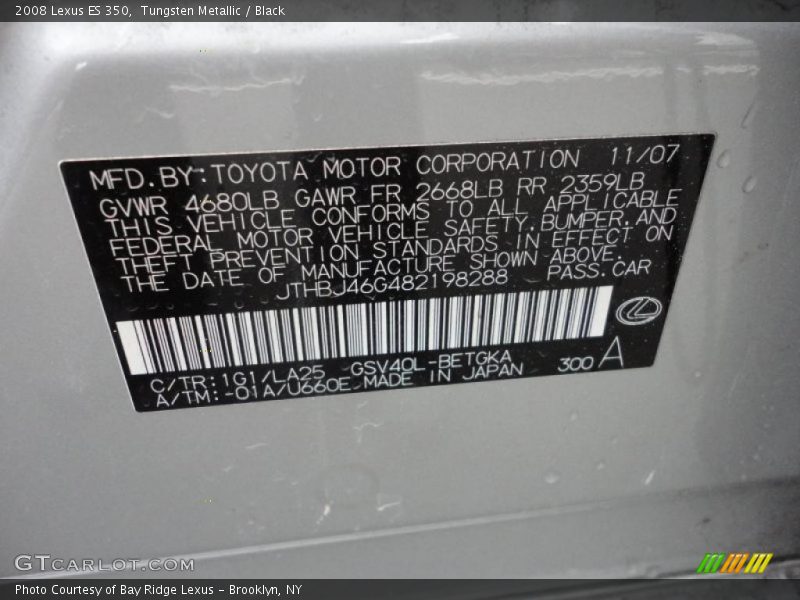 2008 Lexus ES 350, Tungsten Metallic / Black
MFD.BY:TOYOTA MOTOR CORPORATION 11/07
GVWR 4680LB GAWR FR 2668LB RR 2359LB
THIS VEHICLE CONFORMS TO ALL APPLICABLE
FEDERAL MOTOR VEHICLE SAFETY,BUMPER,AND
THEFT PREVENTION STANDARDS IN EFFECT ON
THE DATE OF MANUFACTURE SHOWN ABOVE.
JTHBJ46G482198288 PASS.CAR
C/TR:1G1/LA25 GSV40L-BETGKA
A/TM:-01A/U660E MADE IN JAPAN 300 A
GTCARLOT.COM
Photo Courtesy of Bay Ridge Lexus - Brooklyn, NY